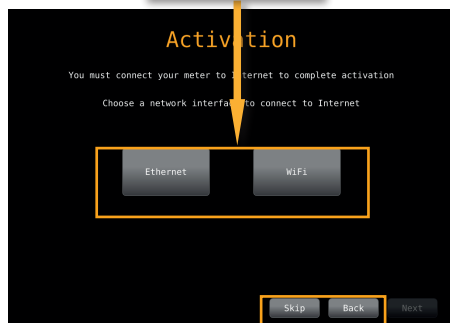 Activation
You must connect your meter to Internet to complete activation
Choose a network interface to connect to Internet
Ethernet WiFi
Skip Back Next